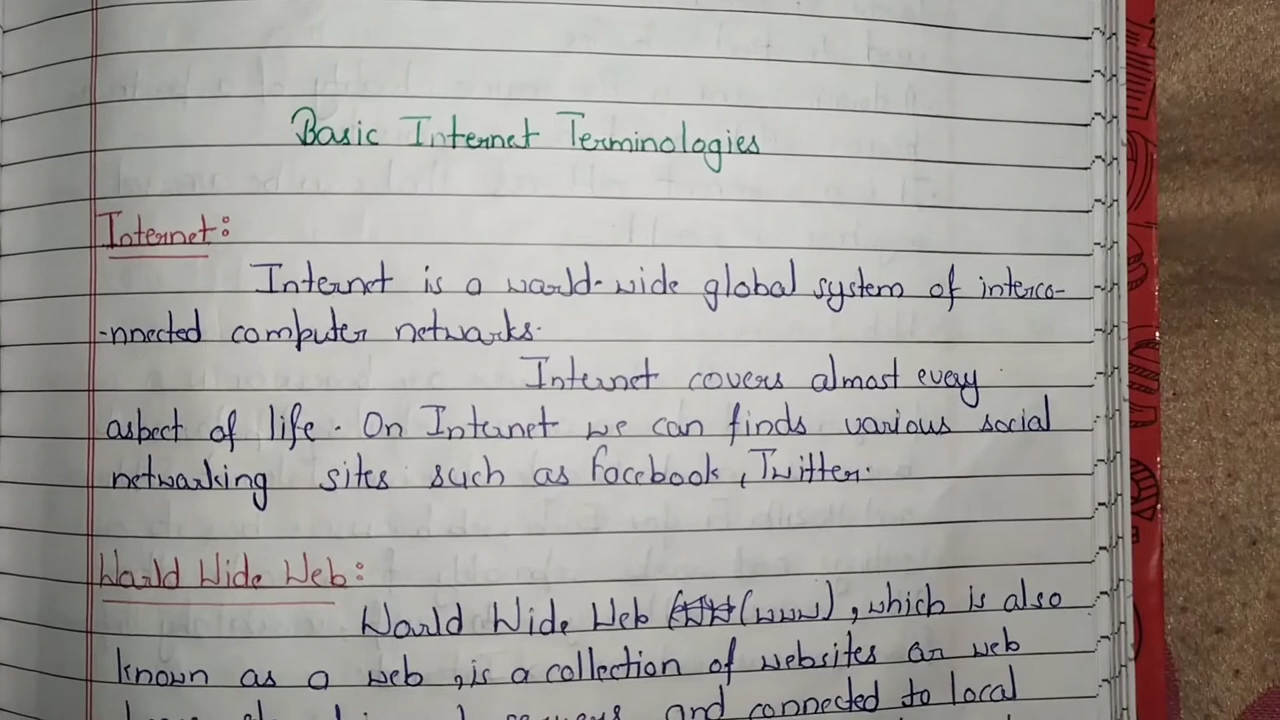 Basic Internet Terminologies
Internet:
Internet is a world-wide global system of interco-
-nnected computer networks.
Internet covers almost every
aspect of life. On Internet we can finds various social
networking sites such as Facebook, Twitter.
World Wide Web:
World Wide Web (www), which is also
known as a web, is a collection of websites or web
and connected to local